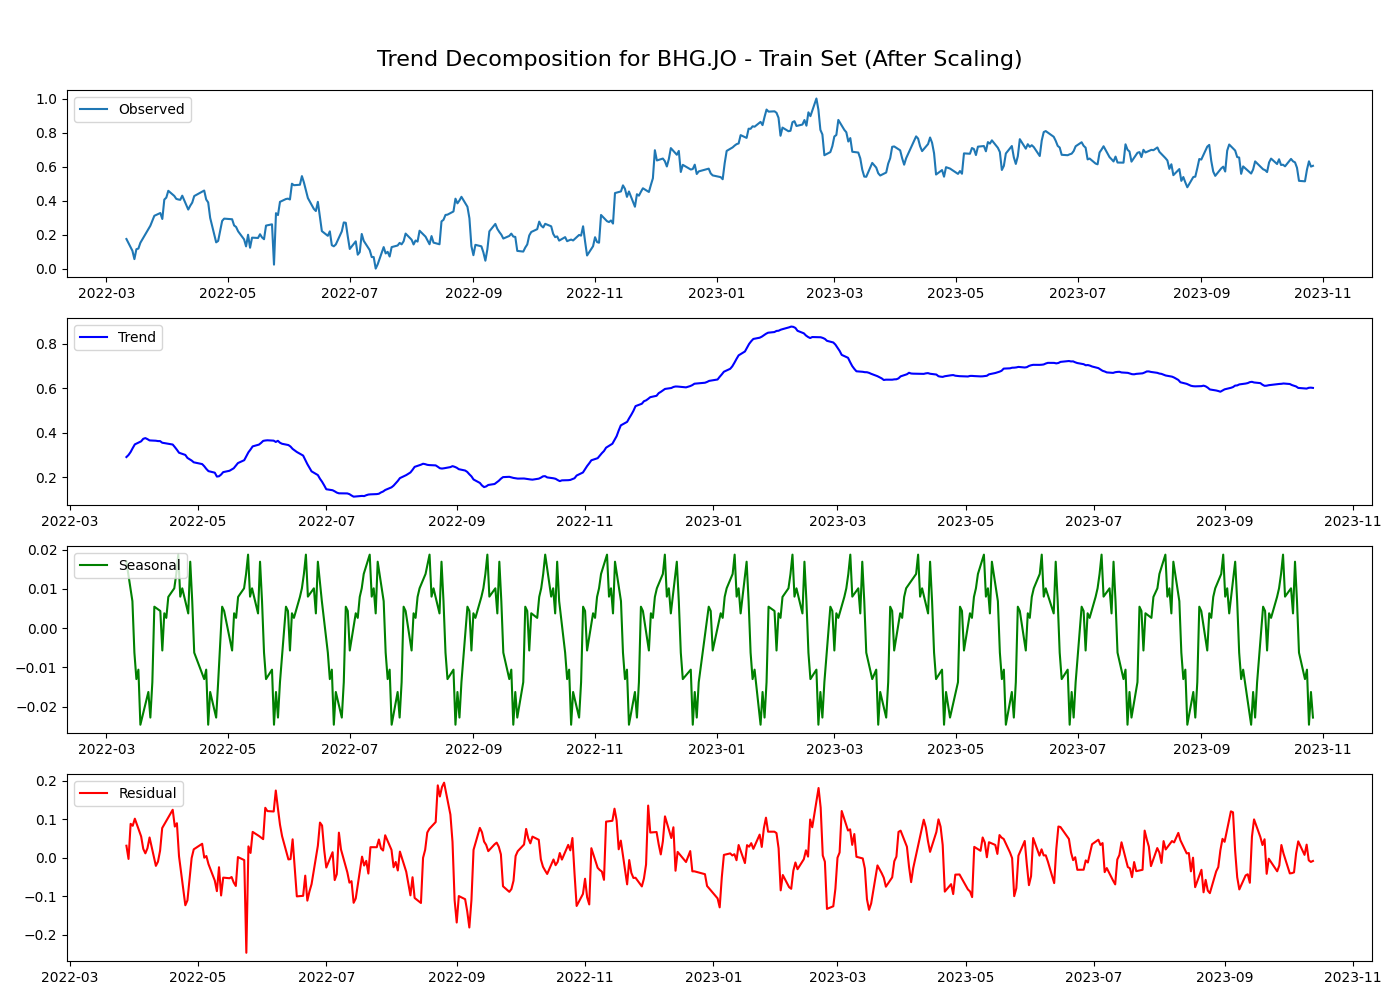 Trend Decomposition for BHG.JO - Train Set (After Scaling)
Observed
1.0
0.8
0.6
0.4
0.2
0.0
2022-03 2022-05 2022-07 2022-09 2022-11 2023-01 2023-03 2023-05 2023-07 2023-09 2023-11
Trend
0.8
0.6
0.4
0.2
2022-03 2022-05 2022-07 2022-09 2022-11 2023-01 2023-03 2023-05 2023-07 2023-09 2023-11
Seasonal
0.02
0.01
0.00
−0.01
−0.02
2022-03 2022-05 2022-07 2022-09 2022-11 2023-01 2023-03 2023-05 2023-07 2023-09 2023-11
Residual
0.2
0.1
0.0
−0.1
−0.2
2022-03 2022-05 2022-07 2022-09 2022-11 2023-01 2023-03 2023-05 2023-07 2023-09 2023-11